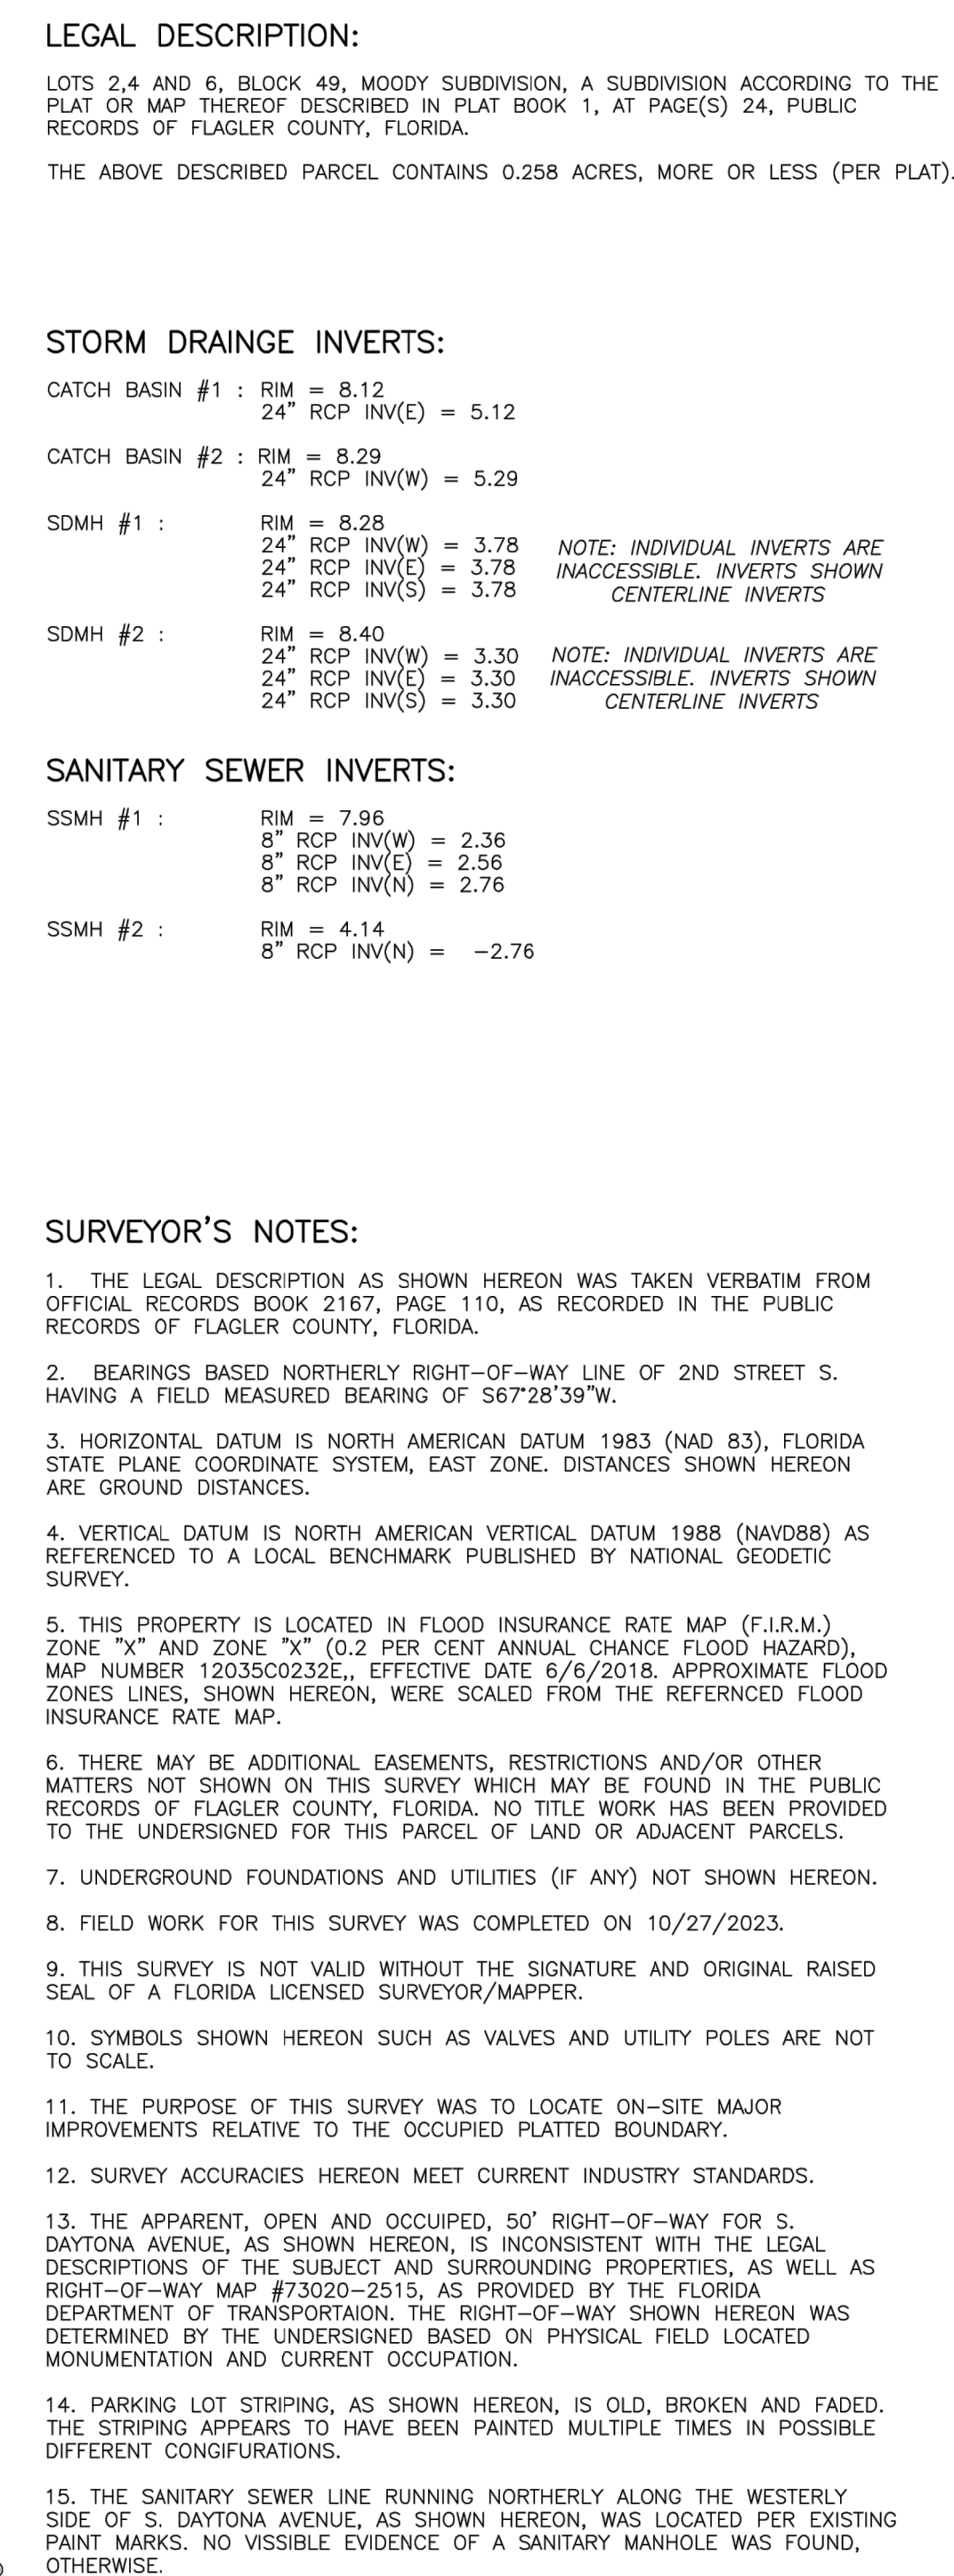 LEGAL DESCRIPTION:
LOTS 2,4 AND 6, BLOCK 49, MOODY SUBDIVISION, A SUBDIVISION ACCORDING TO THE
PLAT OR MAP THEREOF DESCRIBED IN PLAT BOOK 1, AT PAGE(S) 24, PUBLIC
RECORDS OF FLAGLER COUNTY, FLORIDA.
THE ABOVE DESCRIBED PARCEL CONTAINS 0.258 ACRES, MORE OR LESS (PER PLAT).
STORM DRAINGE INVERTS:
CATCH BASIN #1 : RIM = 8.12
24" RCP INV(E) = 5.12
CATCH BASIN #2 : RIM = 8.29
24" RCP INV(W) = 5.29
SDMH #1 : RIM = 8.28
24" RCP INV(W) = 3.78
24" RCP INV(E) = 3.78
24" RCP INV(S) = 3.78
NOTE: INDIVIDUAL INVERTS ARE
INACCESSIBLE. INVERTS SHOWN
CENTERLINE INVERTS
SDMH #2 : RIM = 8.40
24" RCP INV(W) = 3.30
24" RCP INV(E) = 3.30
24" RCP INV(S) = 3.30
NOTE: INDIVIDUAL INVERTS ARE
INACCESSIBLE. INVERTS SHOWN
CENTERLINE INVERTS
SANITARY SEWER INVERTS:
SSMH #1 : RIM = 7.96
8" RCP INV(W) = 2.36
8" RCP INV(E) = 2.56
8" RCP INV(N) = 2.76
SSMH #2 : RIM = 4.14
8" RCP INV(N) = -2.76
SURVEYOR'S NOTES:
1. THE LEGAL DESCRIPTION AS SHOWN HEREON WAS TAKEN VERBATIM FROM
OFFICIAL RECORDS BOOK 2167, PAGE 110, AS RECORDED IN THE PUBLIC
RECORDS OF FLAGLER COUNTY, FLORIDA.
2. BEARINGS BASED NORTHERLY RIGHT-OF-WAY LINE OF 2ND STREET S.
HAVING A FIELD MEASURED BEARING OF S67°28'39"W.
3. HORIZONTAL DATUM IS NORTH AMERICAN DATUM 1983 (NAD 83), FLORIDA
STATE PLANE COORDINATE SYSTEM, EAST ZONE. DISTANCES SHOWN HEREON
ARE GROUND DISTANCES.
4. VERTICAL DATUM IS NORTH AMERICAN VERTICAL DATUM 1988 (NAVD88) AS
REFERENCED TO A LOCAL BENCHMARK PUBLISHED BY NATIONAL GEODETIC
SURVEY.
5. THIS PROPERTY IS LOCATED IN FLOOD INSURANCE RATE MAP (F.I.R.M.)
ZONE "X" AND ZONE "X" (0.2 PER CENT ANNUAL CHANCE FLOOD HAZARD),
MAP NUMBER 12035C0232E,, EFFECTIVE DATE 6/6/2018. APPROXIMATE FLOOD
ZONES LINES, SHOWN HEREON, WERE SCALED FROM THE REFERNCED FLOOD
INSURANCE RATE MAP.
6. THERE MAY BE ADDITIONAL EASEMENTS, RESTRICTIONS AND/OR OTHER
MATTERS NOT SHOWN ON THIS SURVEY WHICH MAY BE FOUND IN THE PUBLIC
RECORDS OF FLAGLER COUNTY, FLORIDA. NO TITLE WORK HAS BEEN PROVIDED
TO THE UNDERSIGNED FOR THIS PARCEL OF LAND OR ADJACENT PARCELS.
7. UNDERGROUND FOUNDATIONS AND UTILITIES (IF ANY) NOT SHOWN HEREON.
8. FIELD WORK FOR THIS SURVEY WAS COMPLETED ON 10/27/2023.
9. THIS SURVEY IS NOT VALID WITHOUT THE SIGNATURE AND ORIGINAL RAISED
SEAL OF A FLORIDA LICENSED SURVEYOR/MAPPER.
10. SYMBOLS SHOWN HEREON SUCH AS VALVES AND UTILITY POLES ARE NOT
TO SCALE.
11. THE PURPOSE OF THIS SURVEY WAS TO LOCATE ON-SITE MAJOR
IMPROVEMENTS RELATIVE TO THE OCCUPIED PLATTED BOUNDARY.
12. SURVEY ACCURACIES HEREON MEET CURRENT INDUSTRY STANDARDS.
13. THE APPARENT, OPEN AND OCCUIPED, 50' RIGHT-OF-WAY FOR S.
DAYTONA AVENUE, AS SHOWN HEREON, IS INCONSISTENT WITH THE LEGAL
DESCRIPTIONS OF THE SUBJECT AND SURROUNDING PROPERTIES, AS WELL AS
RIGHT-OF-WAY MAP #73020-2515, AS PROVIDED BY THE FLORIDA
DEPARTMENT OF TRANSPORTAION. THE RIGHT-OF-WAY SHOWN HEREON WAS
DETERMINED BY THE UNDERSIGNED BASED ON PHYSICAL FIELD LOCATED
MONUMENTATION AND CURRENT OCCUPATION.
14. PARKING LOT STRIPING, AS SHOWN HEREON, IS OLD, BROKEN AND FADED.
THE STRIPING APPEARS TO HAVE BEEN PAINTED MULTIPLE TIMES IN POSSIBLE
DIFFERENT CONGIFURATIONS.
15. THE SANITARY SEWER LINE RUNNING NORTHERLY ALONG THE WESTERLY
SIDE OF S. DAYTONA AVENUE, AS SHOWN HEREON, WAS LOCATED PER EXISTING
PAINT MARKS. NO VISSIBLE EVIDENCE OF A SANITARY MANHOLE WAS FOUND,
OTHERWISE.